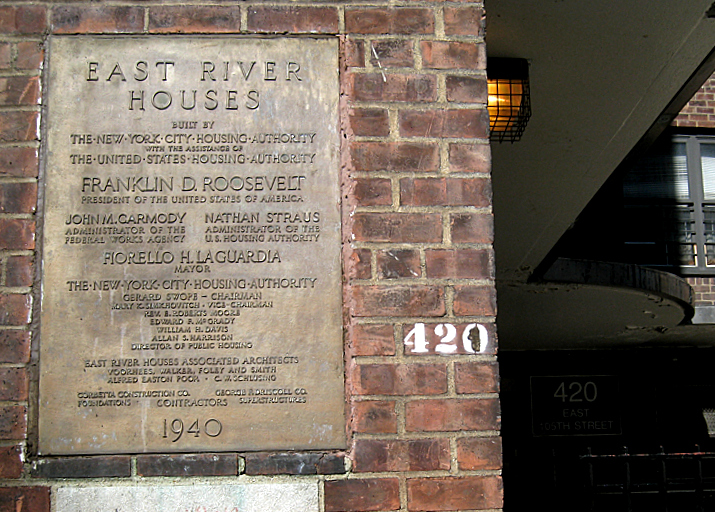 EAST RIVER
HOUSES
BUILT BY
THE·NEW·YORK·CITY·HOUSING·AUTHORITY
WITH THE ASSISTANCE OF
THE·UNITED·STATES·HOUSING·AUTHORITY
FRANKLIN D. ROOSEVELT
PRESIDENT OF THE UNITED STATES OF AMERICA
JOHN M. CARMODY
ADMINISTRATOR OF THE
FEDERAL WORKS AGENCY
NATHAN STRAUS
ADMINISTRATOR OF THE
U.S. HOUSING AUTHORITY
FIORELLO H. LAGUARDIA
MAYOR
THE·NEW·YORK·CITY·HOUSING·AUTHORITY
GERARD SWOPE – CHAIRMAN
MARY K. SIMKHOVITCH · VICE-CHAIRMAN
REV. E. ROBERTS MOORE
EDWARD F. McGRADY
WILLIAM H. DAVIS
ALLAN S. HARRISON
DIRECTOR OF PUBLIC HOUSING
EAST RIVER HOUSES ASSOCIATED ARCHITECTS
VOORHEES, WALKER, FOLEY AND SMITH
ALFRED EASTON POOR · C. W. SCHLUSING
CORBETTA CONSTRUCTION CO.
FOUNDATIONS
CONTRACTORS
GEORGE F. DRISCOLL CO.
SUPERSTRUCTURES
1940
420
420
EAST
105TH STREET